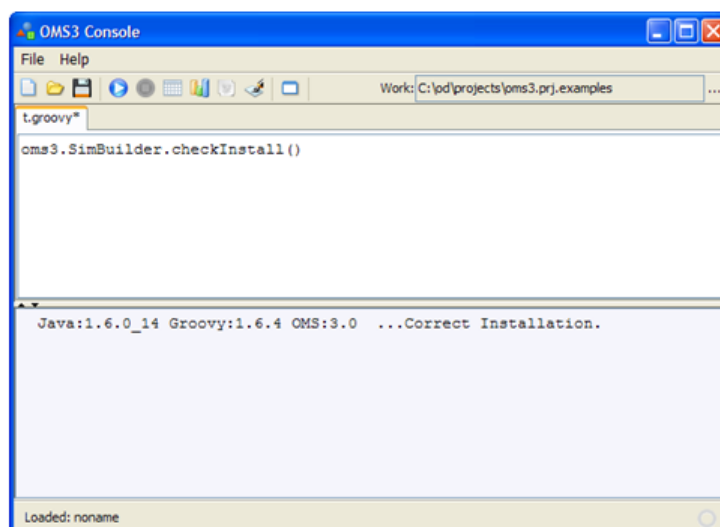 OMS3 Console
File Help
Work: C:\od\projects\oms3.prj.examples ...
t.groovy*
oms3.SimBuilder.checkInstall()
Java:1.6.0_14 Groovy:1.6.4 OMS:3.0 ...Correct Installation.
Loaded: noname